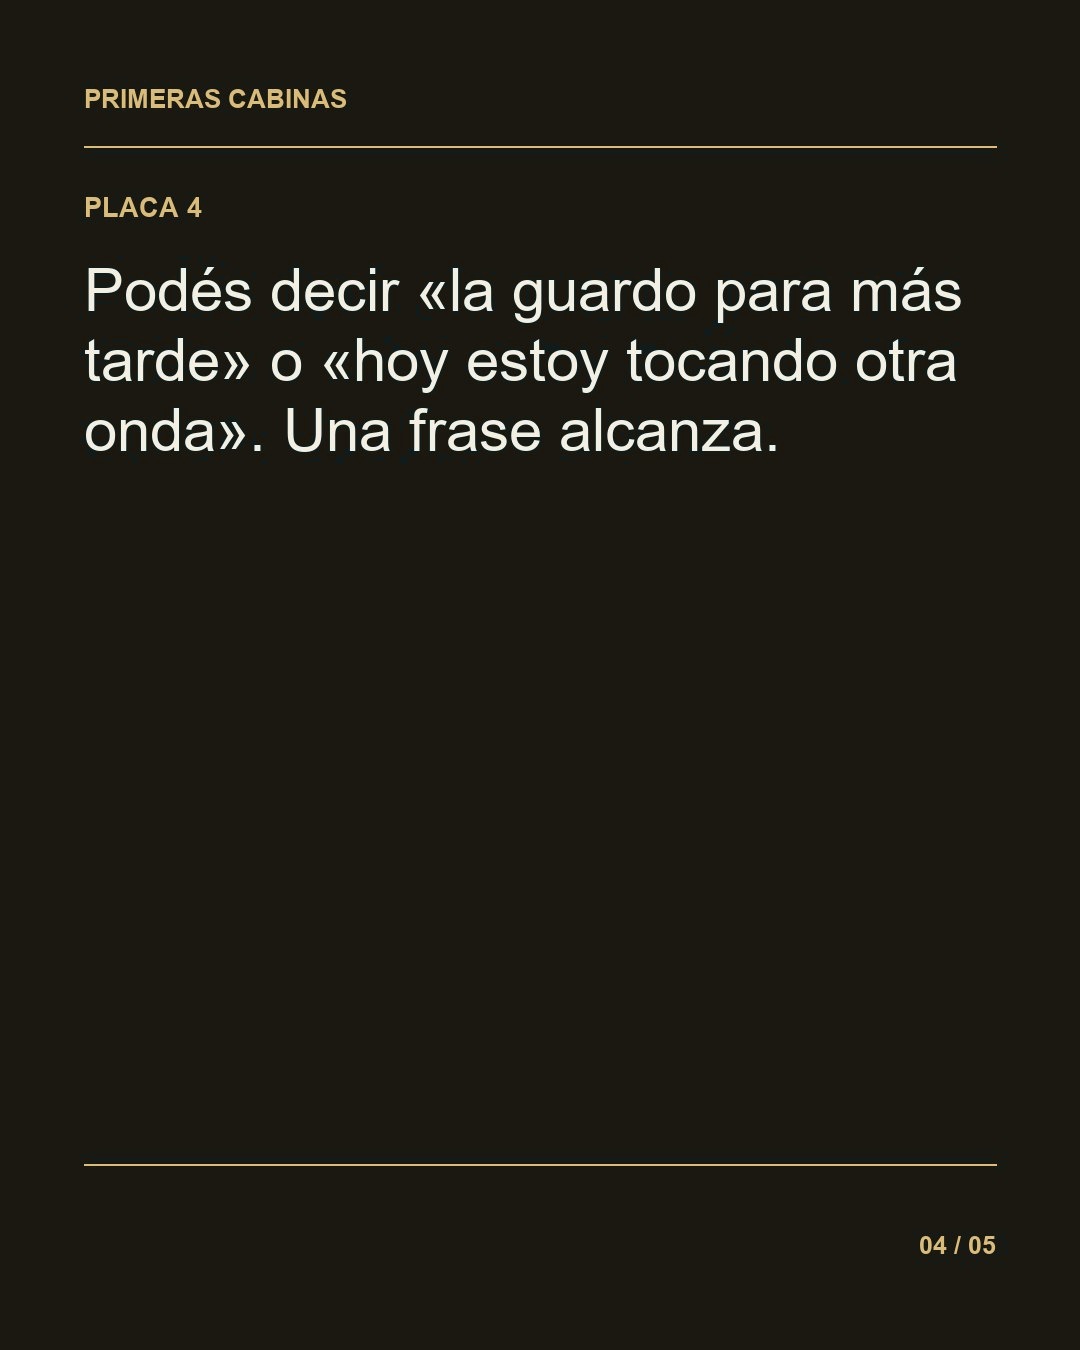 PRIMERAS CABINAS
PLACA 4
Podés decir «la guardo para más
tarde» o «hoy estoy tocando otra
onda». Una frase alcanza.
04 / 05